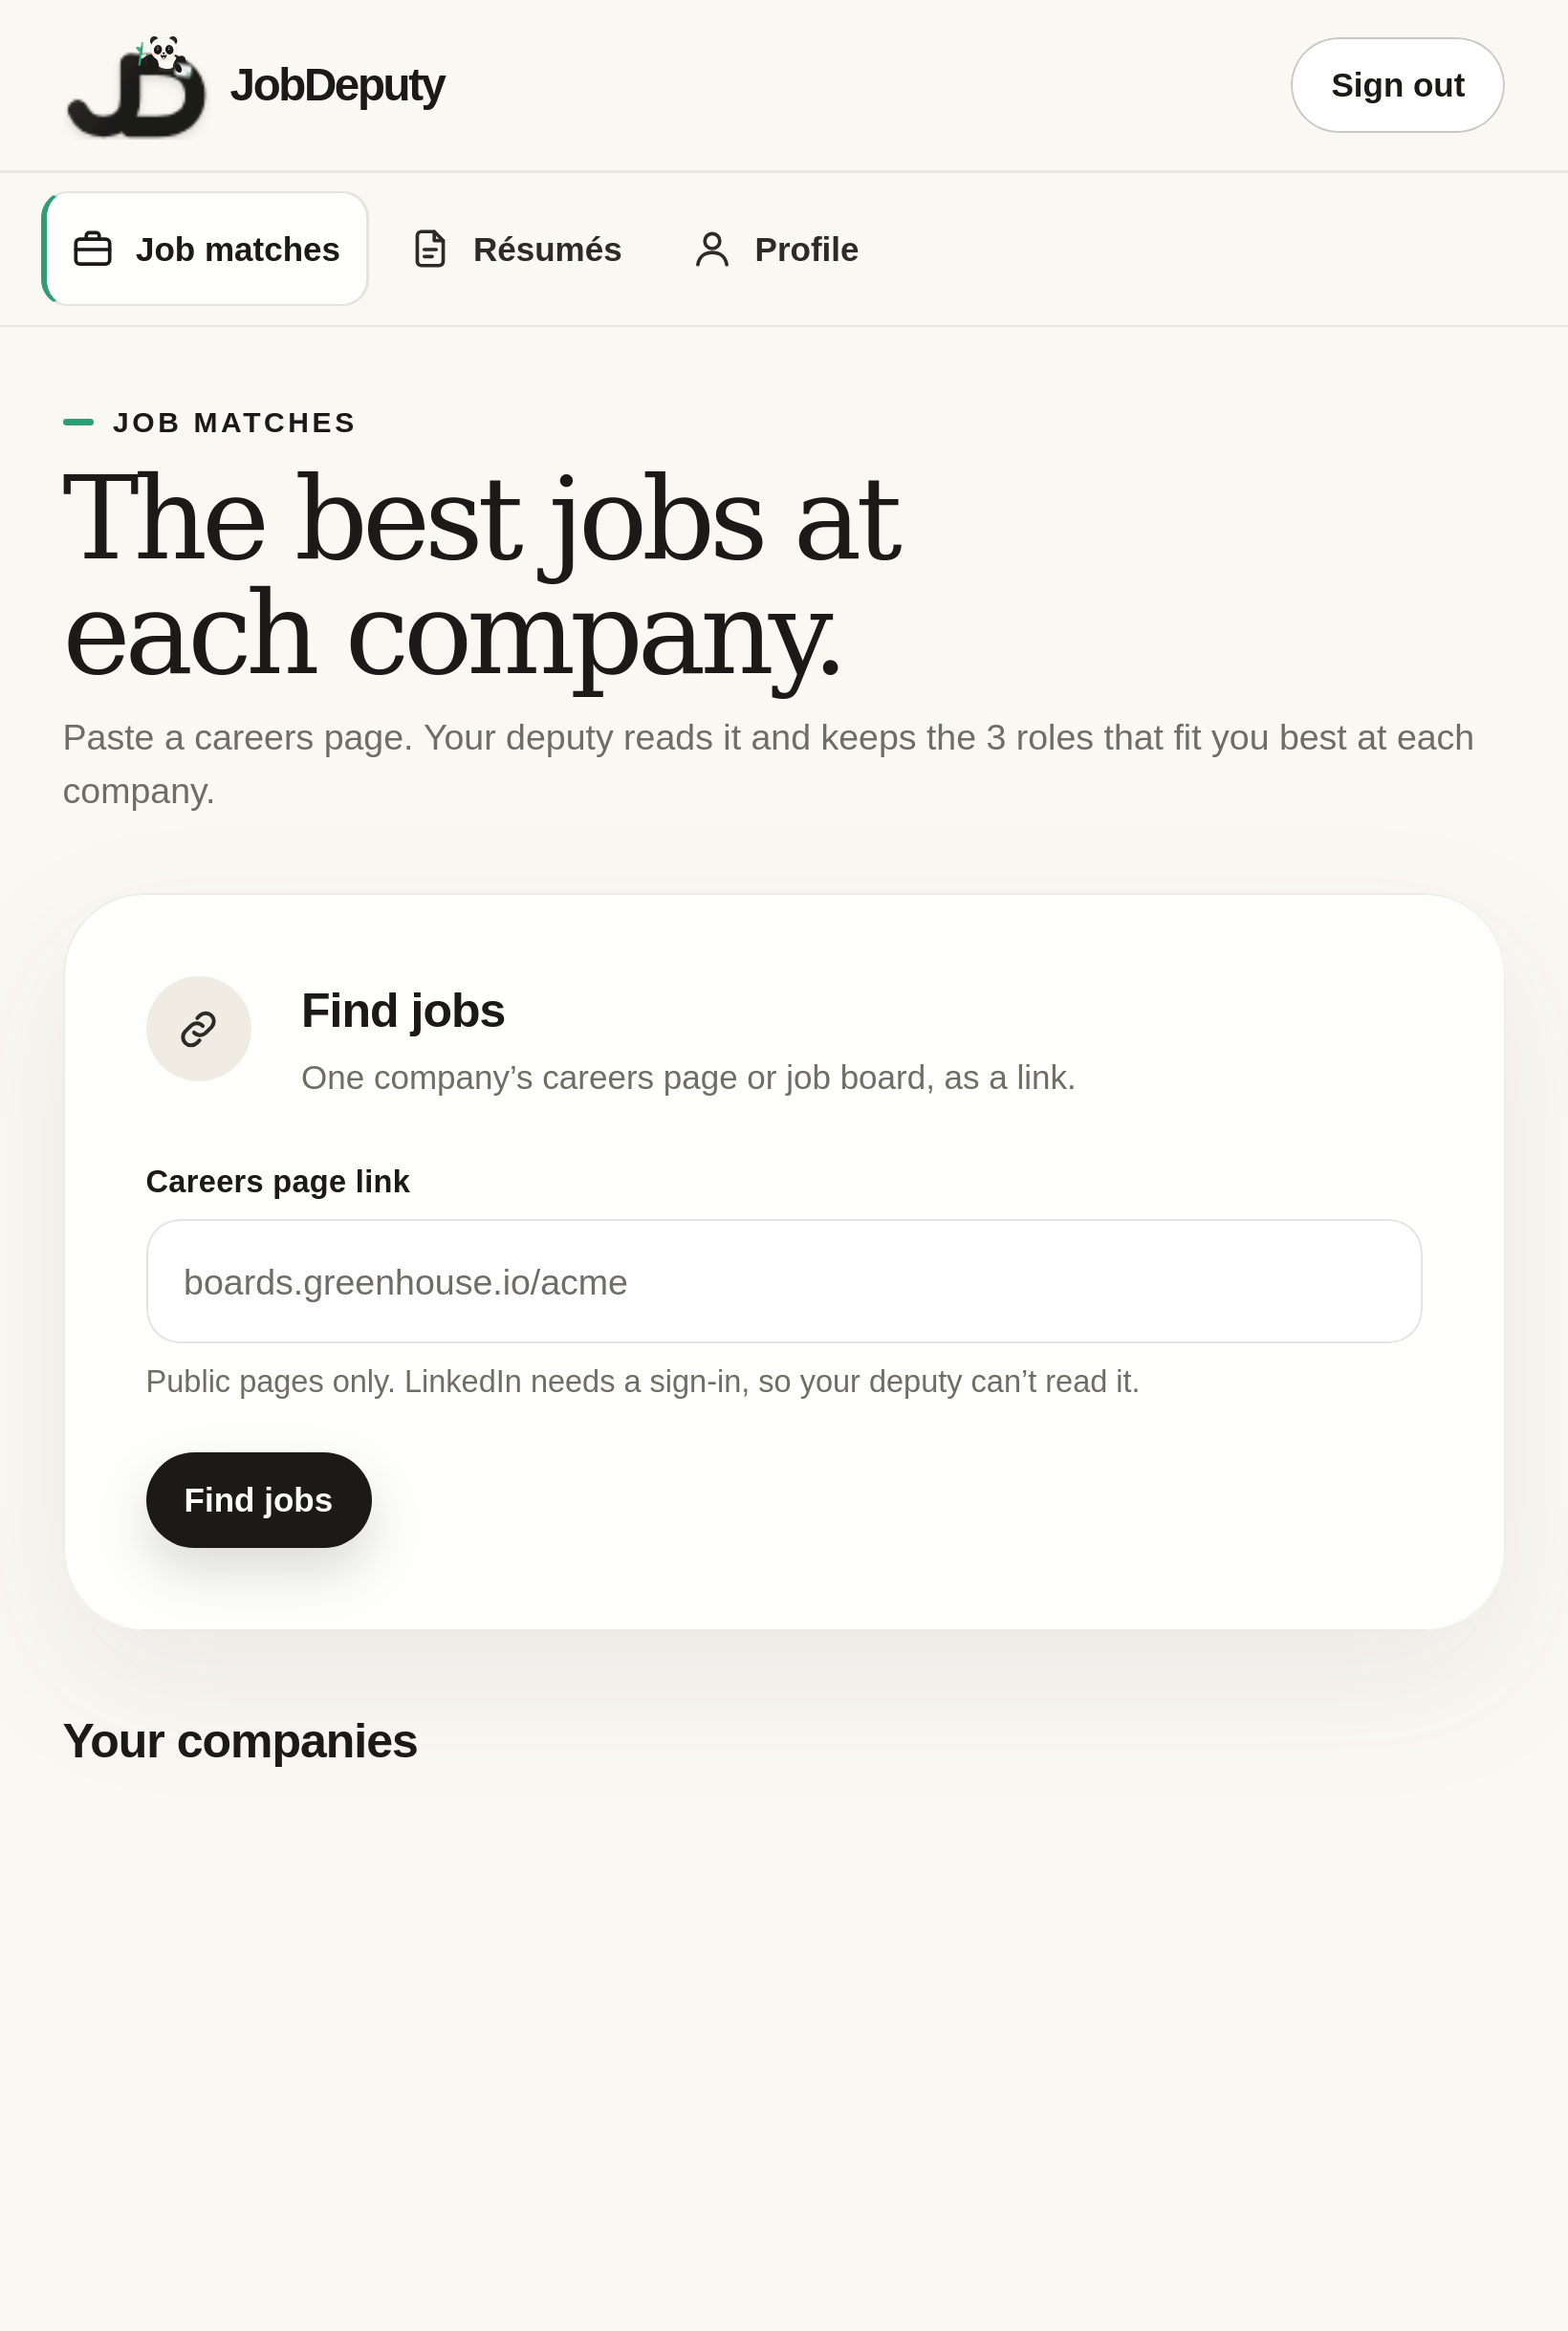 JD
JobDeputy
Sign out
Job matches
Résumés
Profile
JOB MATCHES
The best jobs at
each company.
Paste a careers page. Your deputy reads it and keeps the 3 roles that fit you best at each
company.
Find jobs
One company’s careers page or job board, as a link.
Careers page link
boards.greenhouse.io/acme
Public pages only. LinkedIn needs a sign-in, so your deputy can’t read it.
Find jobs
Your companies